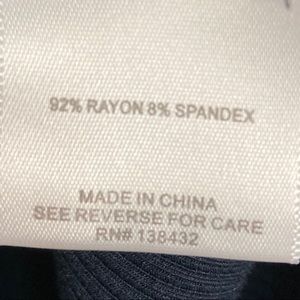 92% RAYON 8% SPANDEX
MADE IN CHINA
SEE REVERSE FOR CARE
RN# 138432